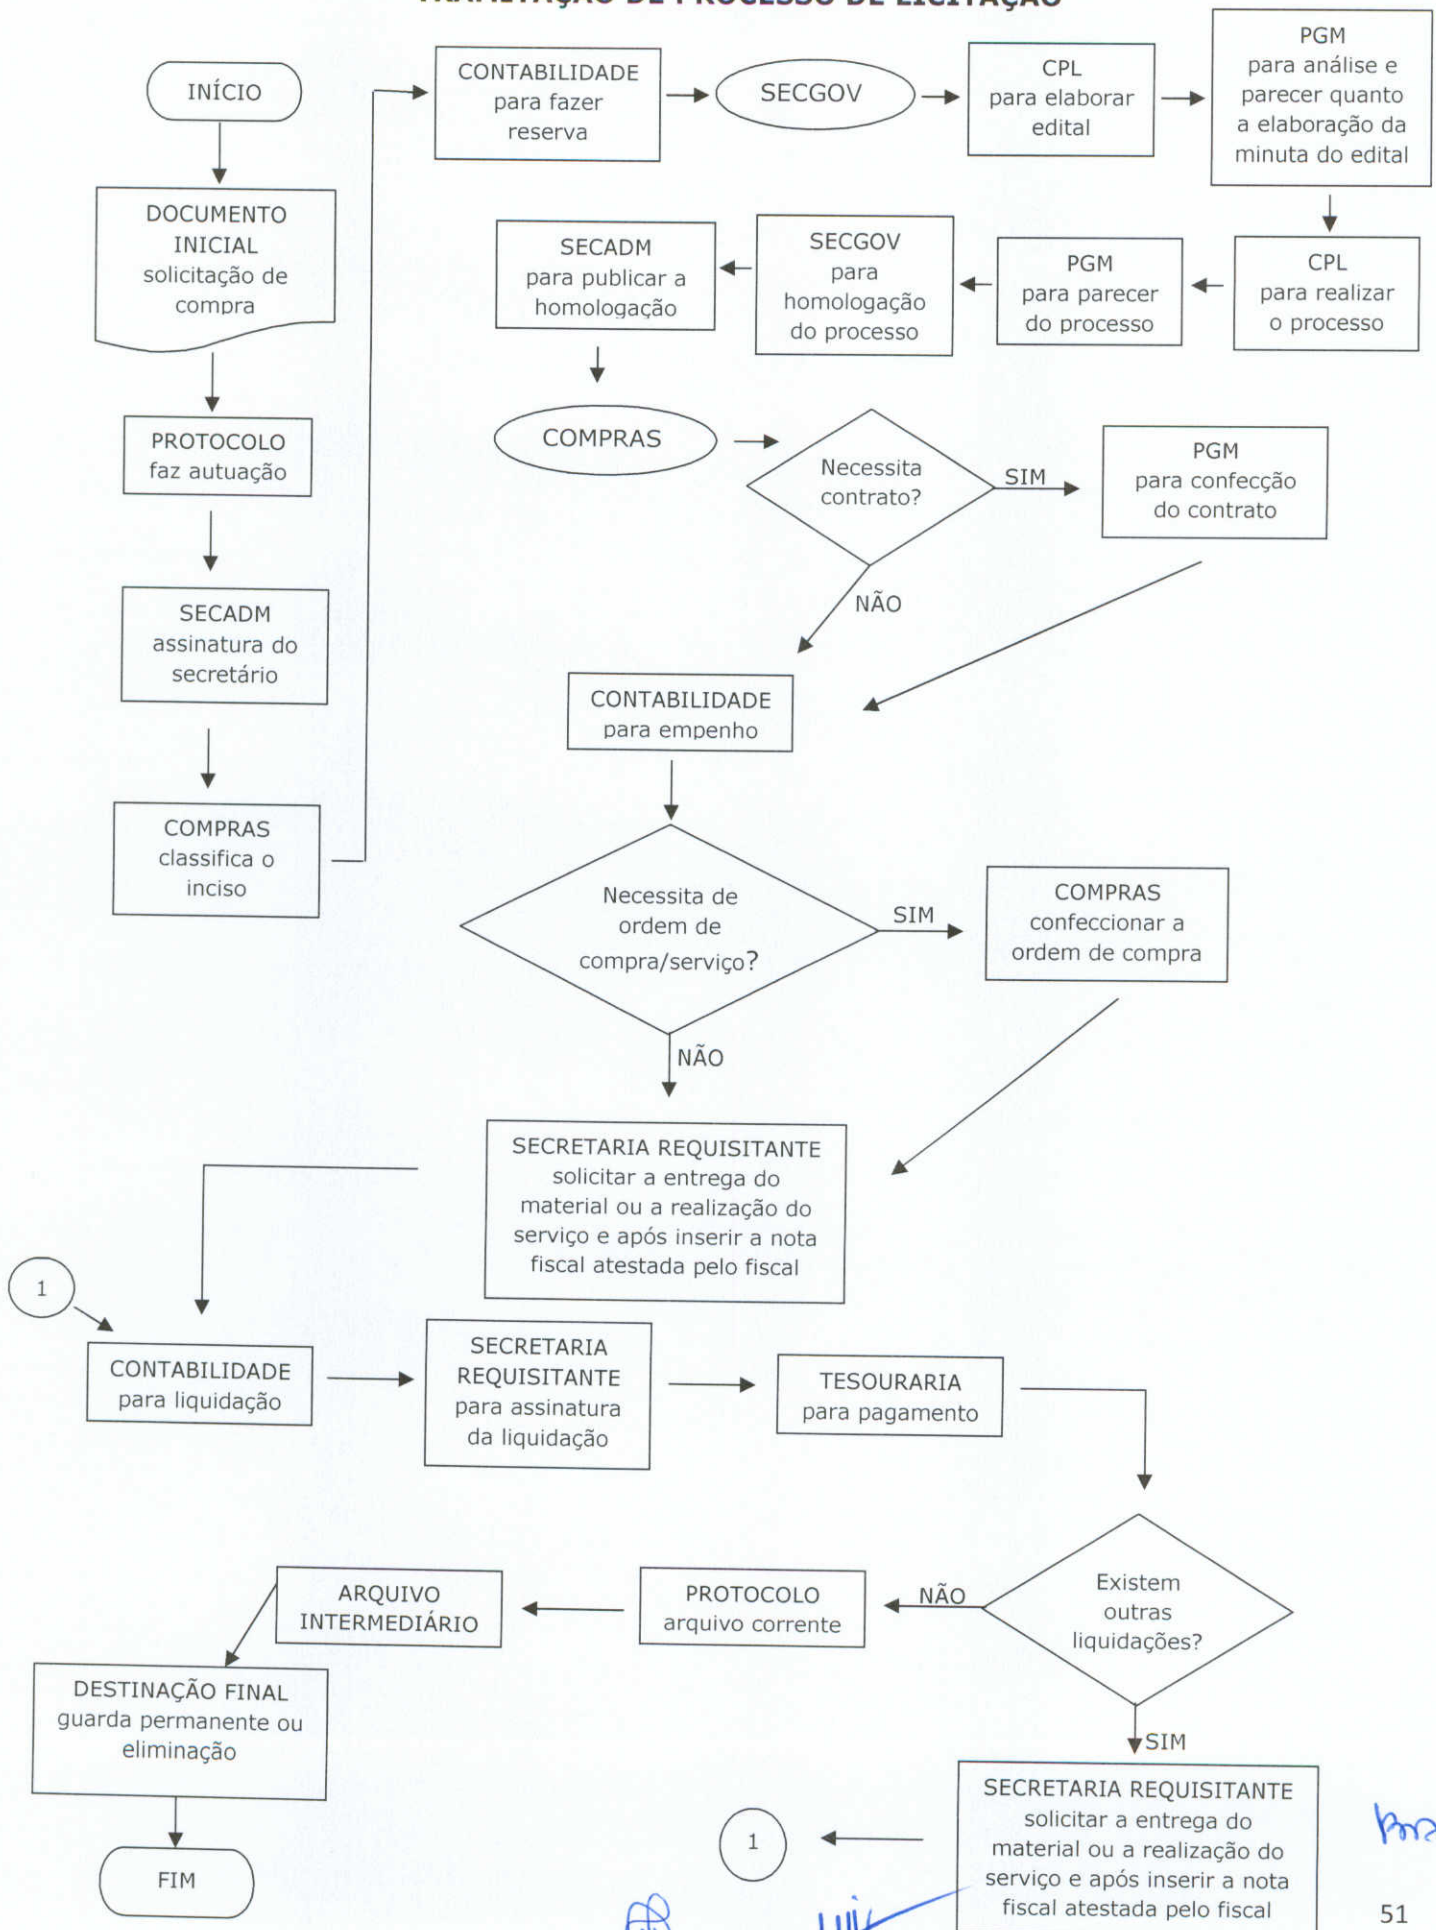 TRAMITAÇÃO DE PROCESSO DE LICITAÇÃO
INÍCIO
DOCUMENTO
INICIAL
solicitação de
compra
PROTOCOLO
faz autuação
SECADM
assinatura do
secretário
COMPRAS
classifica o
inciso
CONTABILIDADE
para fazer
reserva
SECGOV
CPL
para elaborar
edital
PGM
para análise e
parecer quanto
a elaboração da
minuta do edital
CPL
para realizar
o processo
PGM
para parecer
do processo
SECGOV
para
homologação
do processo
SECADM
para publicar a
homologação
COMPRAS
Necessita
contrato?
SIM
PGM
para confecção
do contrato
NÃO
CONTABILIDADE
para empenho
Necessita de
ordem de
compra/serviço?
SIM
COMPRAS
confeccionar a
ordem de compra
NÃO
SECRETARIA REQUISITANTE
solicitar a entrega do
material ou a realização do
serviço e após inserir a nota
fiscal atestada pelo fiscal
1
CONTABILIDADE
para liquidação
SECRETARIA
REQUISITANTE
para assinatura
da liquidação
TESOURARIA
para pagamento
Existem
outras
liquidações?
NÃO
PROTOCOLO
arquivo corrente
ARQUIVO
INTERMEDIÁRIO
DESTINAÇÃO FINAL
guarda permanente ou
eliminação
FIM
SIM
SECRETARIA REQUISITANTE
solicitar a entrega do
material ou a realização do
serviço e após inserir a nota
fiscal atestada pelo fiscal
1
51